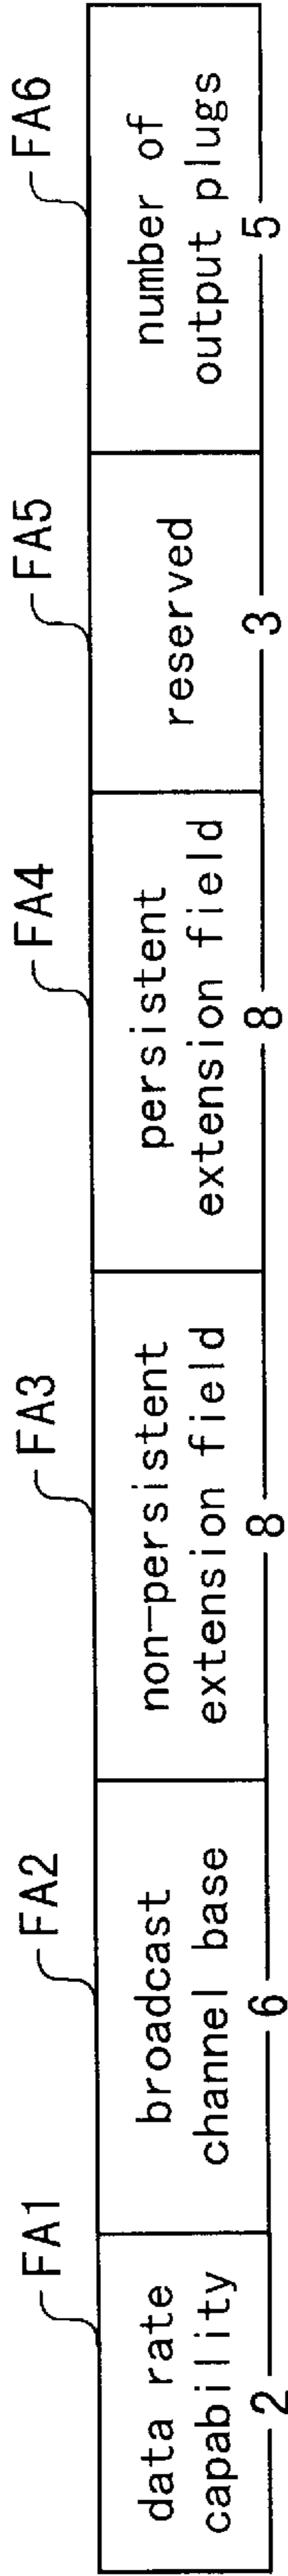 FA1
FA2
FA3
FA4
FA5
FA6
data rate
capability
broadcast
channel base
non-persistent
extension field
persistent
extension field
reserved
number of
output plugs
2
6
8
8
3
5